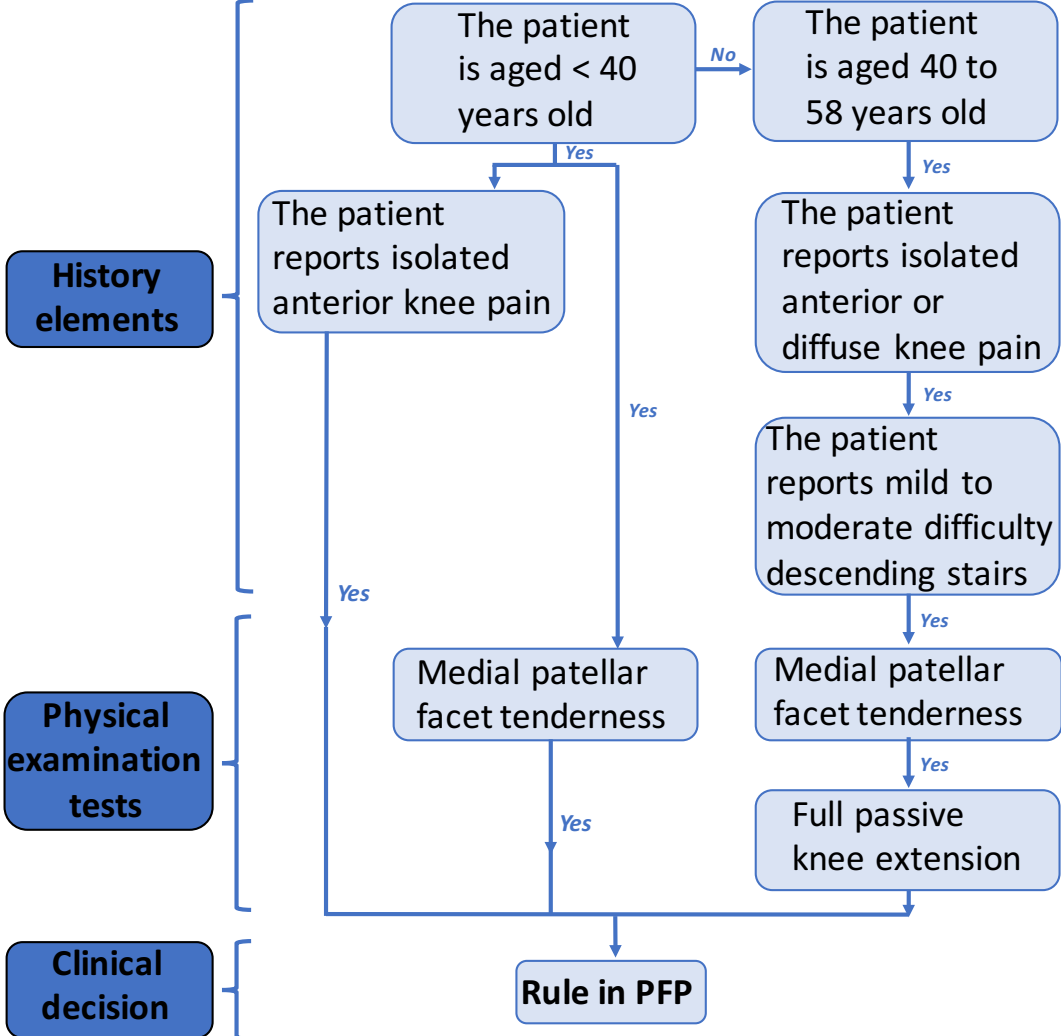 The patient
is aged < 40
years old
No
The patient
is aged 40 to
58 years old
Yes
Yes
History
elements
The patient
reports isolated
anterior knee pain
The patient
reports isolated
anterior or
diffuse knee pain
Yes
Yes
The patient
reports mild to
moderate difficulty
descending stairs
Yes
Yes
Physical
examination
tests
Medial patellar
facet tenderness
Medial patellar
facet tenderness
Yes
Yes
Full passive
knee extension
Clinical
decision
Rule in PFP